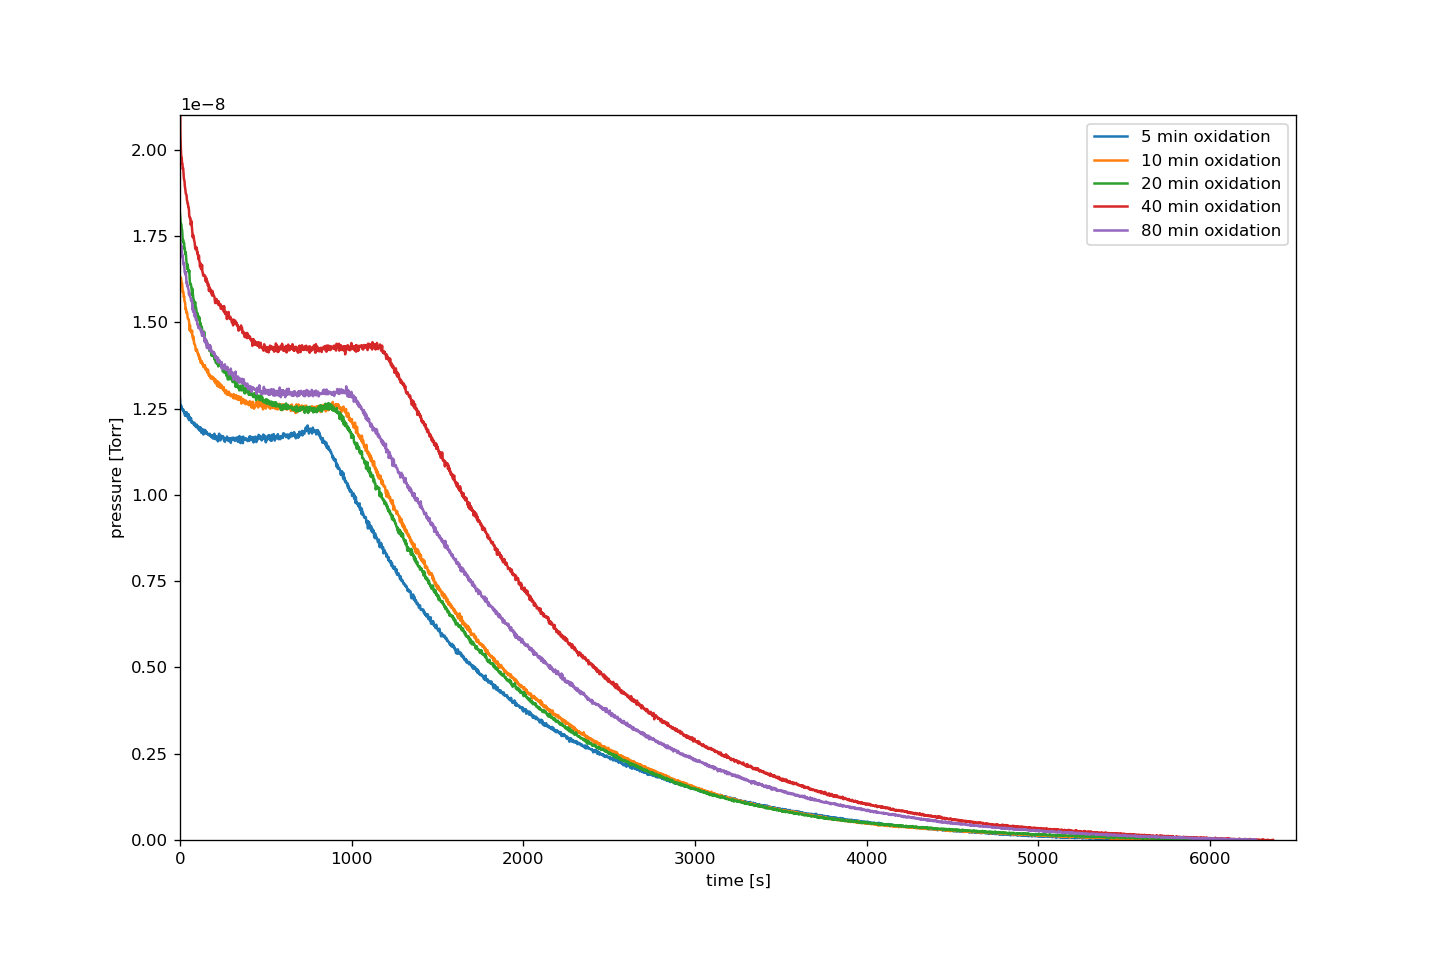 1e−8
2.00
1.75
1.50
1.25
1.00
0.75
0.50
0.25
0.00
pressure [Torr]
0
1000
2000
3000
4000
5000
6000
time [s]
5 min oxidation
10 min oxidation
20 min oxidation
40 min oxidation
80 min oxidation